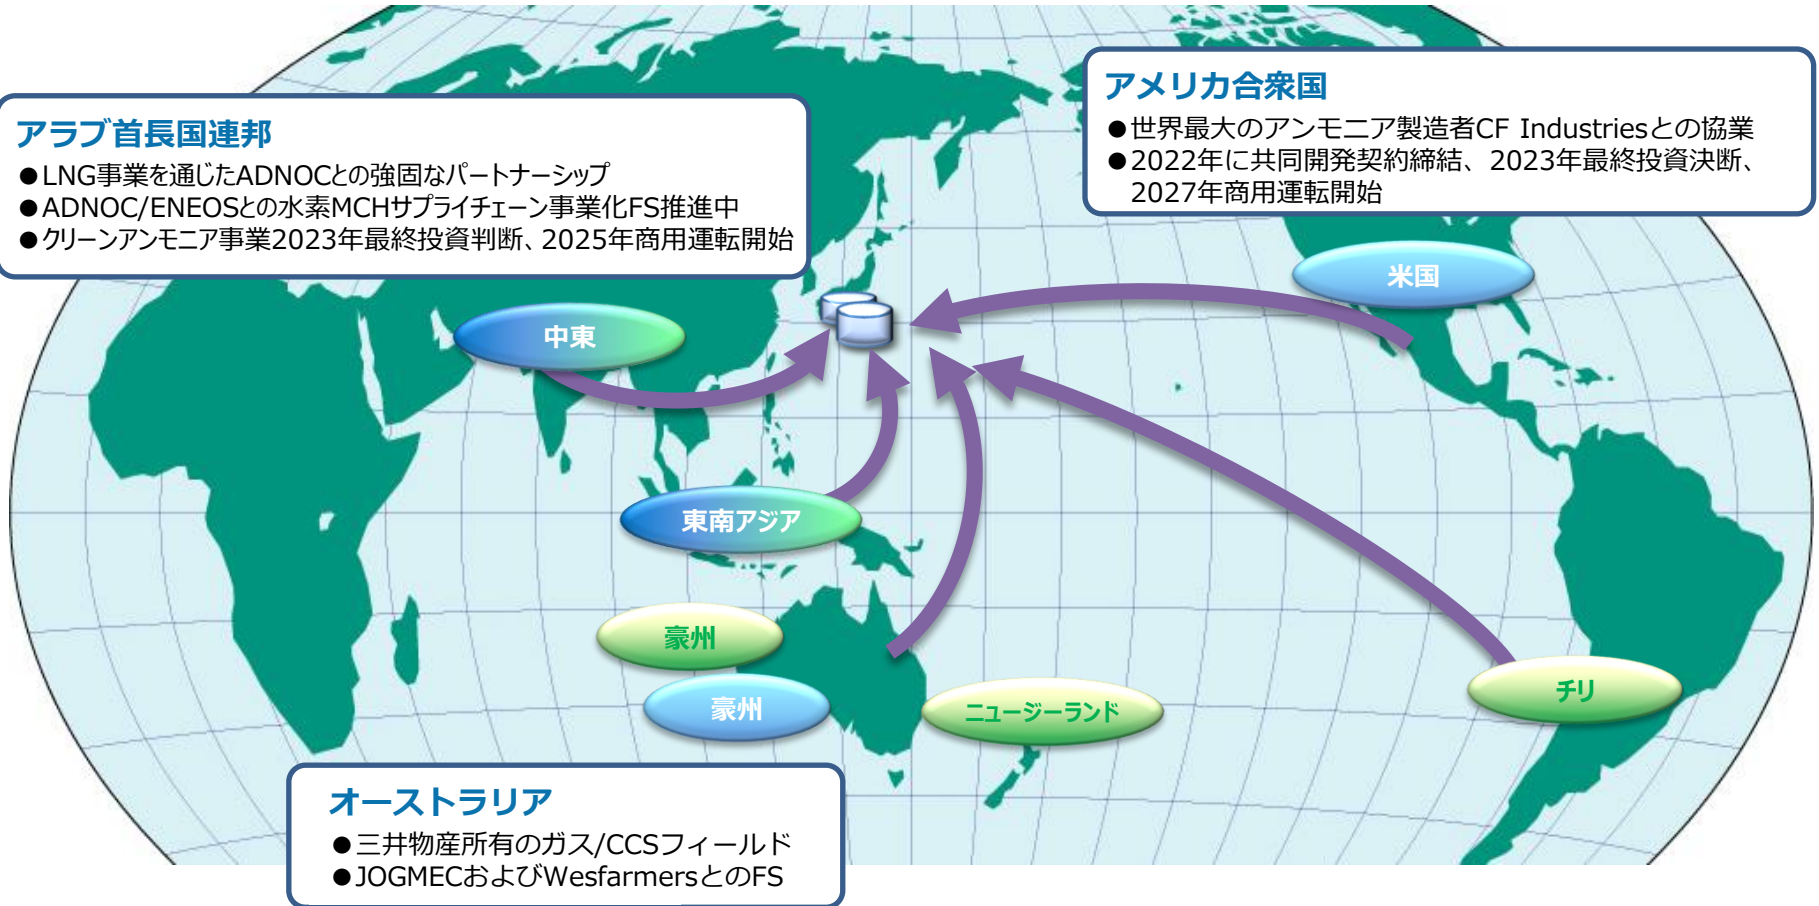 アラブ首長国連邦
●LNG事業を通じたADNOCとの強固なパートナーシップ
●ADNOC/ENEOSとの水素MCHサプライチェーン事業化FS推進中
●クリーンアンモニア事業2023年最終投資判断、2025年商用運転開始
アメリカ合衆国
●世界最大のアンモニア製造者CF Industriesとの協業
●2022年に共同開発契約締結、2023年最終投資決断、
2027年商用運転開始
米国
中東
東南アジア
豪州
豪州
ニュージーランド
チリ
オーストラリア
●三井物産所有のガス/CCSフィールド
●JOGMECおよびWesfarmersとのFS